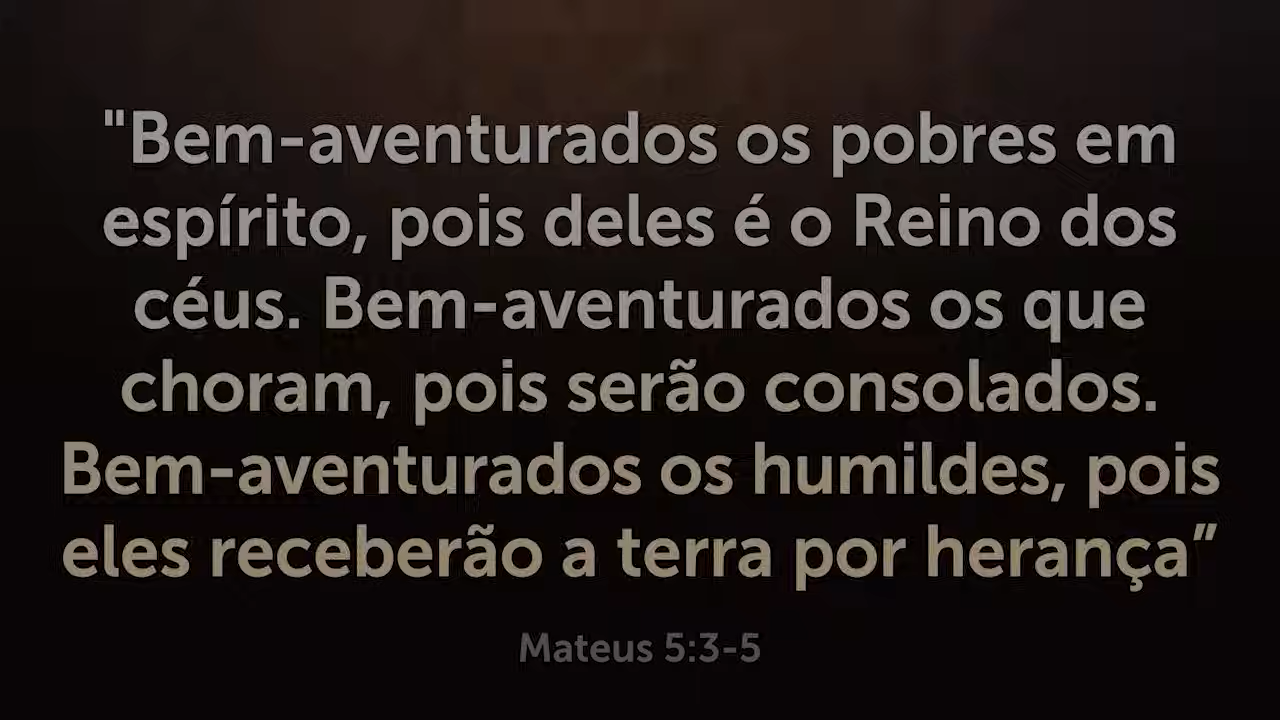 "Bem-aventurados os pobres em
espírito, pois deles é o Reino dos
céus. Bem-aventurados os que
choram, pois serão consolados.
Bem-aventurados os humildes, pois
eles receberão a terra por herança”
Mateus 5:3-5